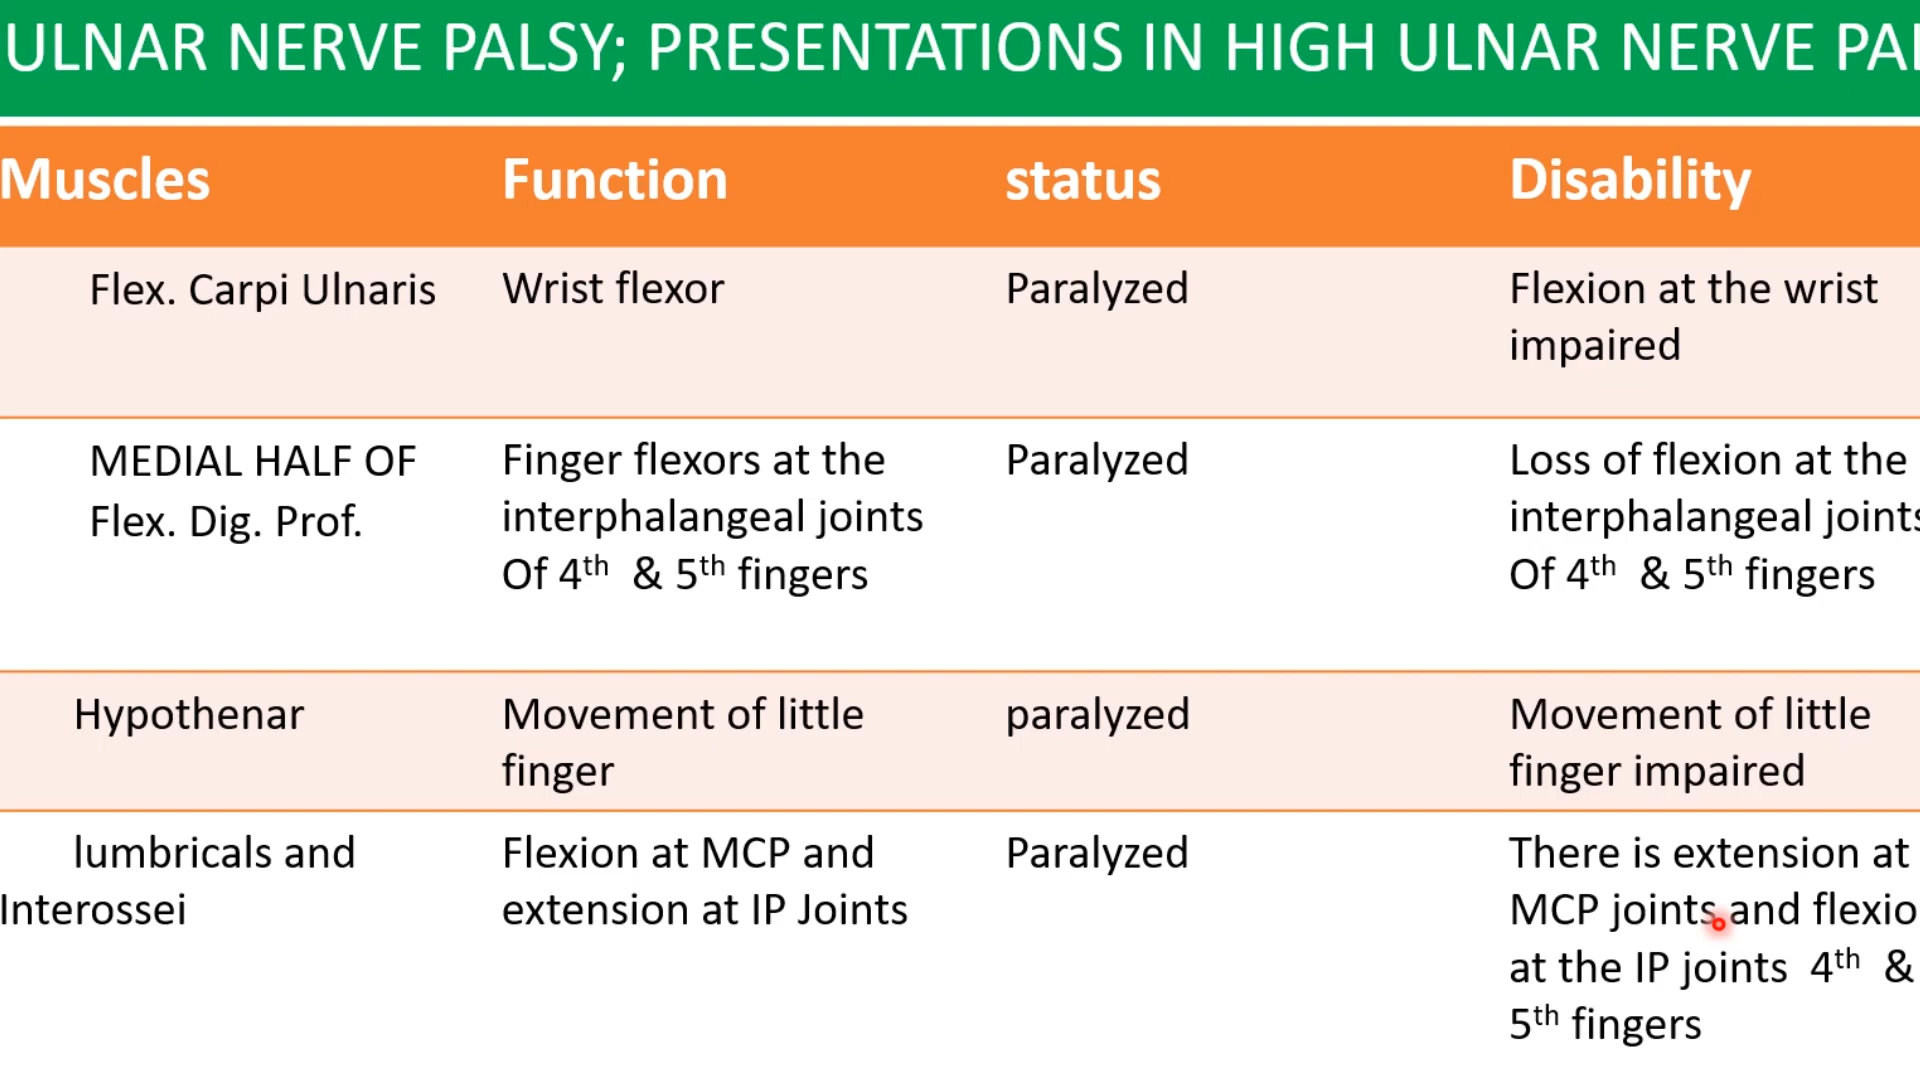 ULNAR NERVE PALSY; PRESENTATIONS IN HIGH ULNAR NERVE PA
Muscles Function status Disability
Flex. Carpi Ulnaris Wrist flexor Paralyzed Flexion at the wrist
impaired
MEDIAL HALF OF Finger flexors at the Paralyzed Loss of flexion at the
Flex. Dig. Prof. interphalangeal joints interphalangeal joints
Of 4th & 5th fingers Of 4th & 5th fingers
Hypothenar Movement of little paralyzed Movement of little
finger finger impaired
lumbricals and Flexion at MCP and Paralyzed There is extension at
Interossei extension at IP Joints MCP joints and flexio
at the IP joints 4th &
5th fingers